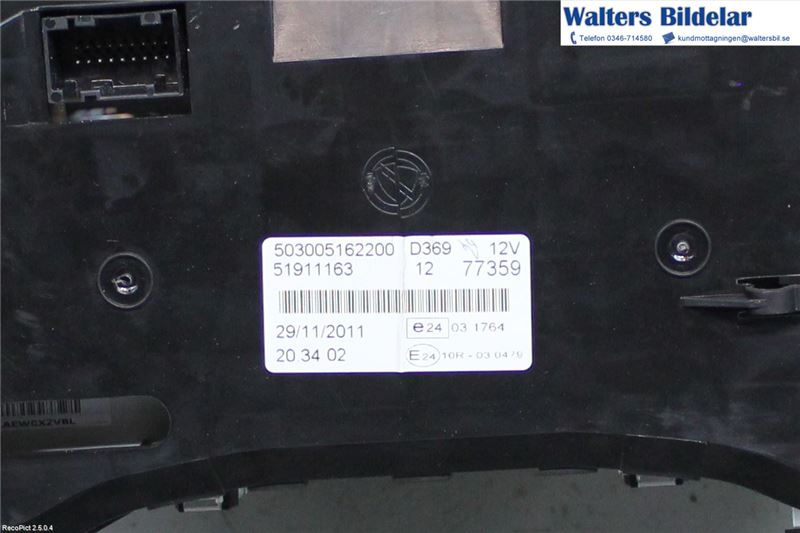 Walters Bildelar
Telefon 0346-714580 kundmottagningen@waltersbil.se
503005162200 D369 12V
51911163 12 77359
29/11/2011 e24 03 1764
20 34 02 E24 10R - 03 0479
AEWGXZVBL
RecoPict 2.5.0.4